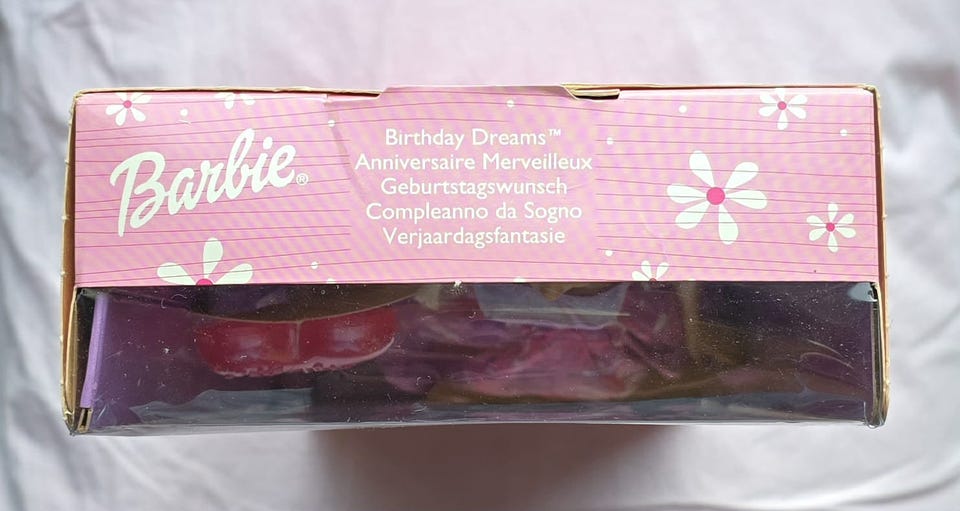 Barbie®
Birthday Dreams™
Anniversaire Merveilleux
Geburtstagswunsch
Compleanno da Sogno
Verjaardagsfantasie